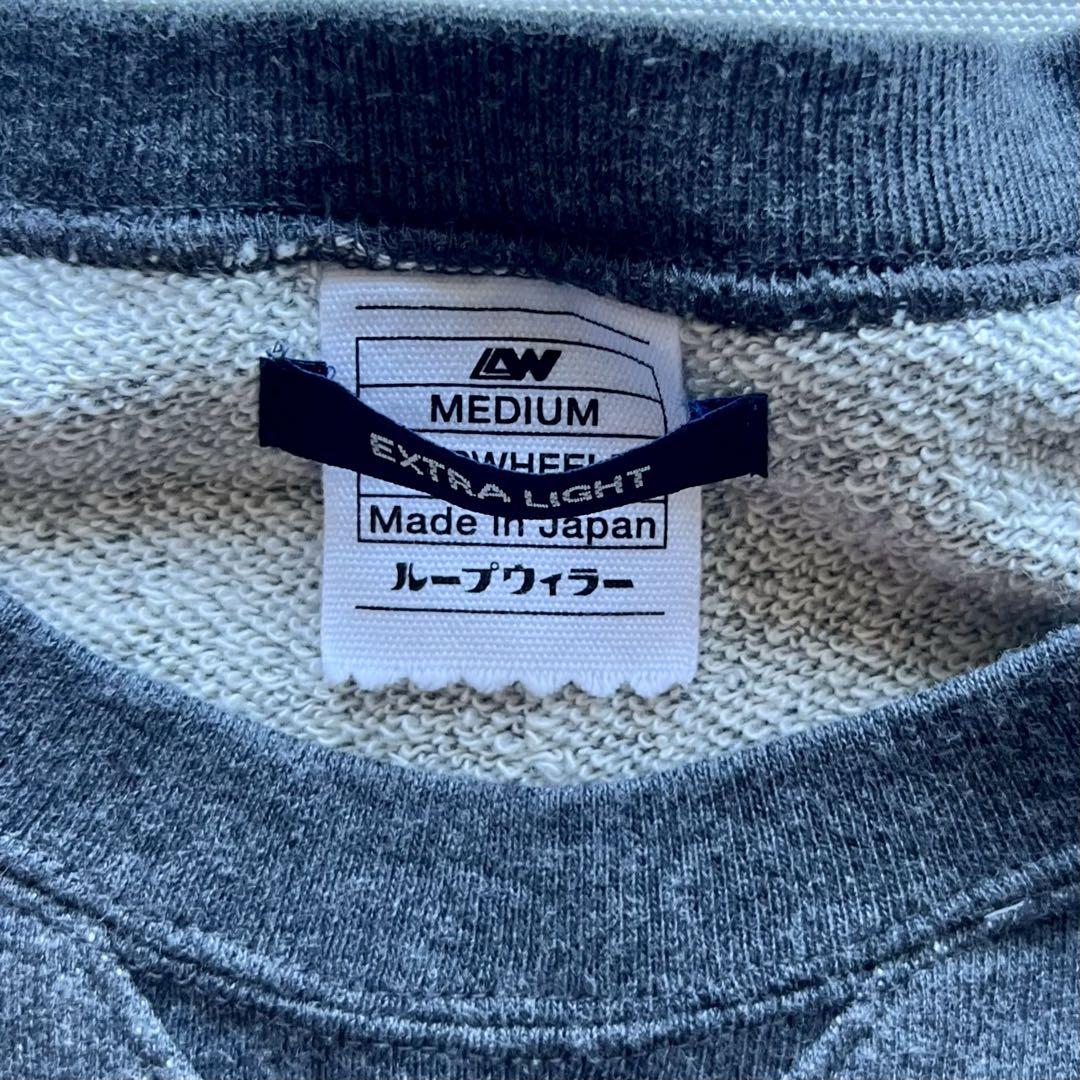 LW
MEDIUM
EXTRA LIGHT
Made in Japan
ループウィラー